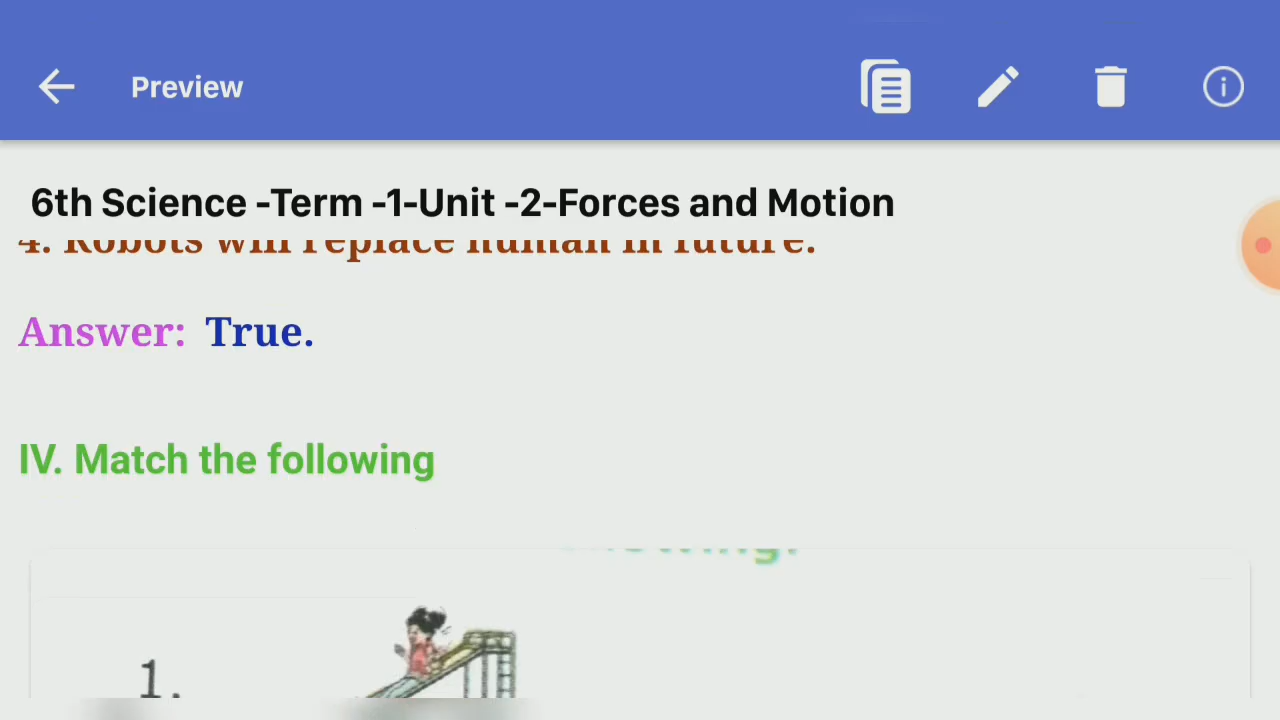 Preview
6th Science -Term -1-Unit -2-Forces and Motion
4. Robots will replace human in future.
Answer: True.
IV. Match the following
1.